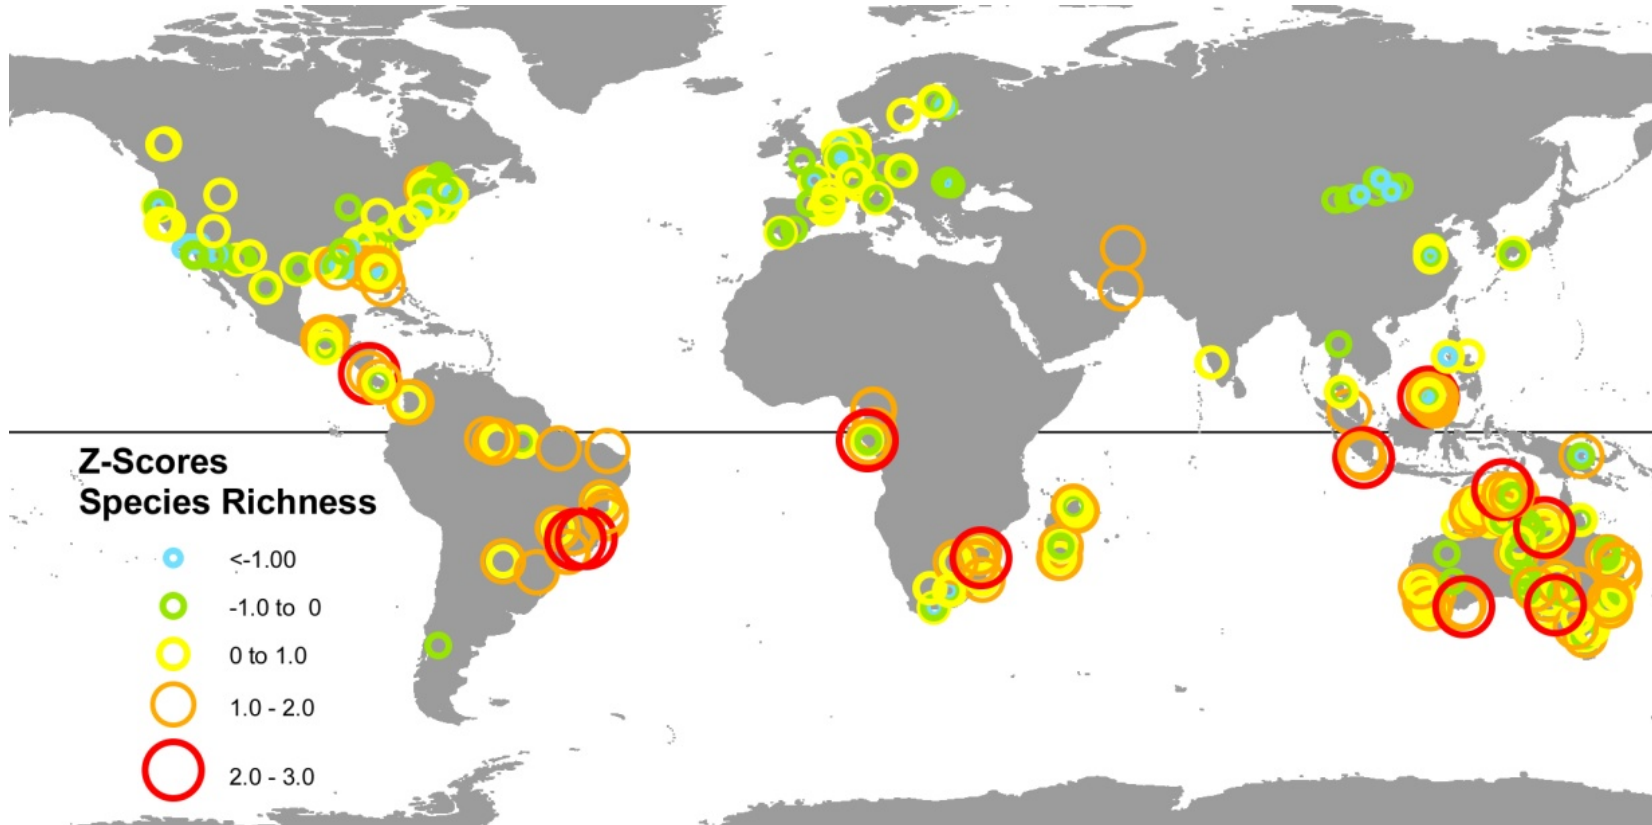 Z-Scores
Species Richness
<-1.00
-1.0 to 0
0 to 1.0
1.0 - 2.0
2.0 - 3.0